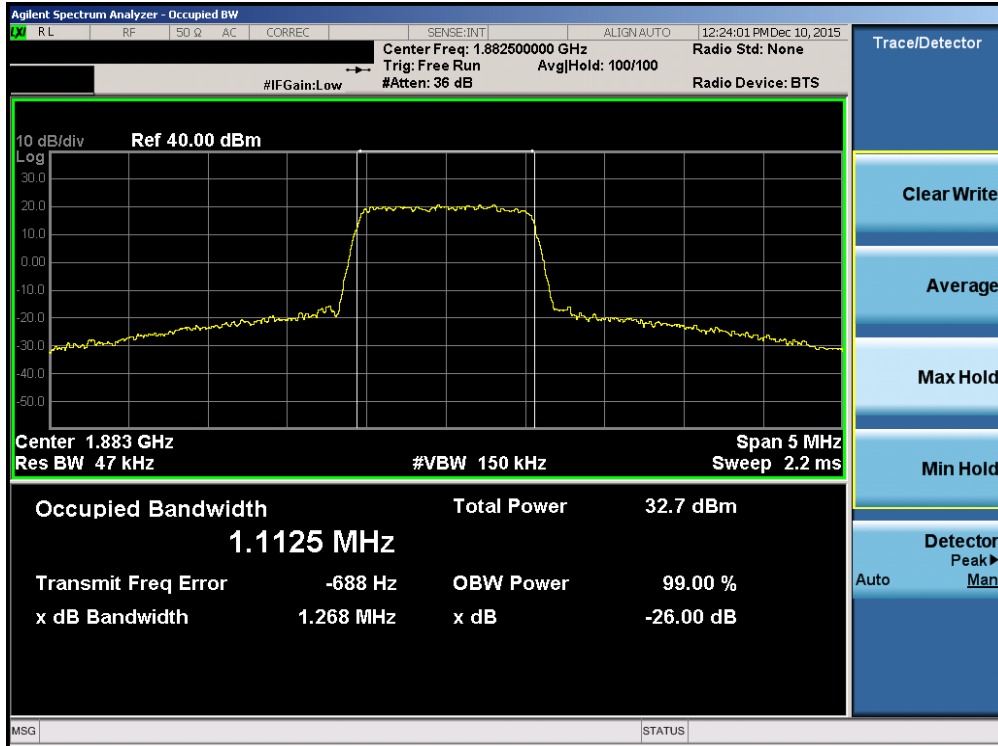 Agilent Spectrum Analyzer - Occupied BW
LXI RL RF 50 Ω AC CORREC SENSE:INT ALIGN AUTO 12:24:01 PM Dec 10, 2015
Center Freq: 1.882500000 GHz Radio Std: None
Trig: Free Run Avg|Hold: 100/100
#IFGain:Low #Atten: 36 dB Radio Device: BTS
10 dB/div Ref 40.00 dBm
Log
30.0
20.0
10.0
0.00
-10.0
-20.0
-30.0
-40.0
-50.0
Center 1.883 GHz Span 5 MHz
Res BW 47 kHz #VBW 150 kHz Sweep 2.2 ms
Occupied Bandwidth Total Power 32.7 dBm
1.1125 MHz
Transmit Freq Error -688 Hz OBW Power 99.00 %
x dB Bandwidth 1.268 MHz x dB -26.00 dB
MSG STATUS
Trace/Detector
Clear Write
Average
Max Hold
Min Hold
Detector
Peak▶
Auto Man